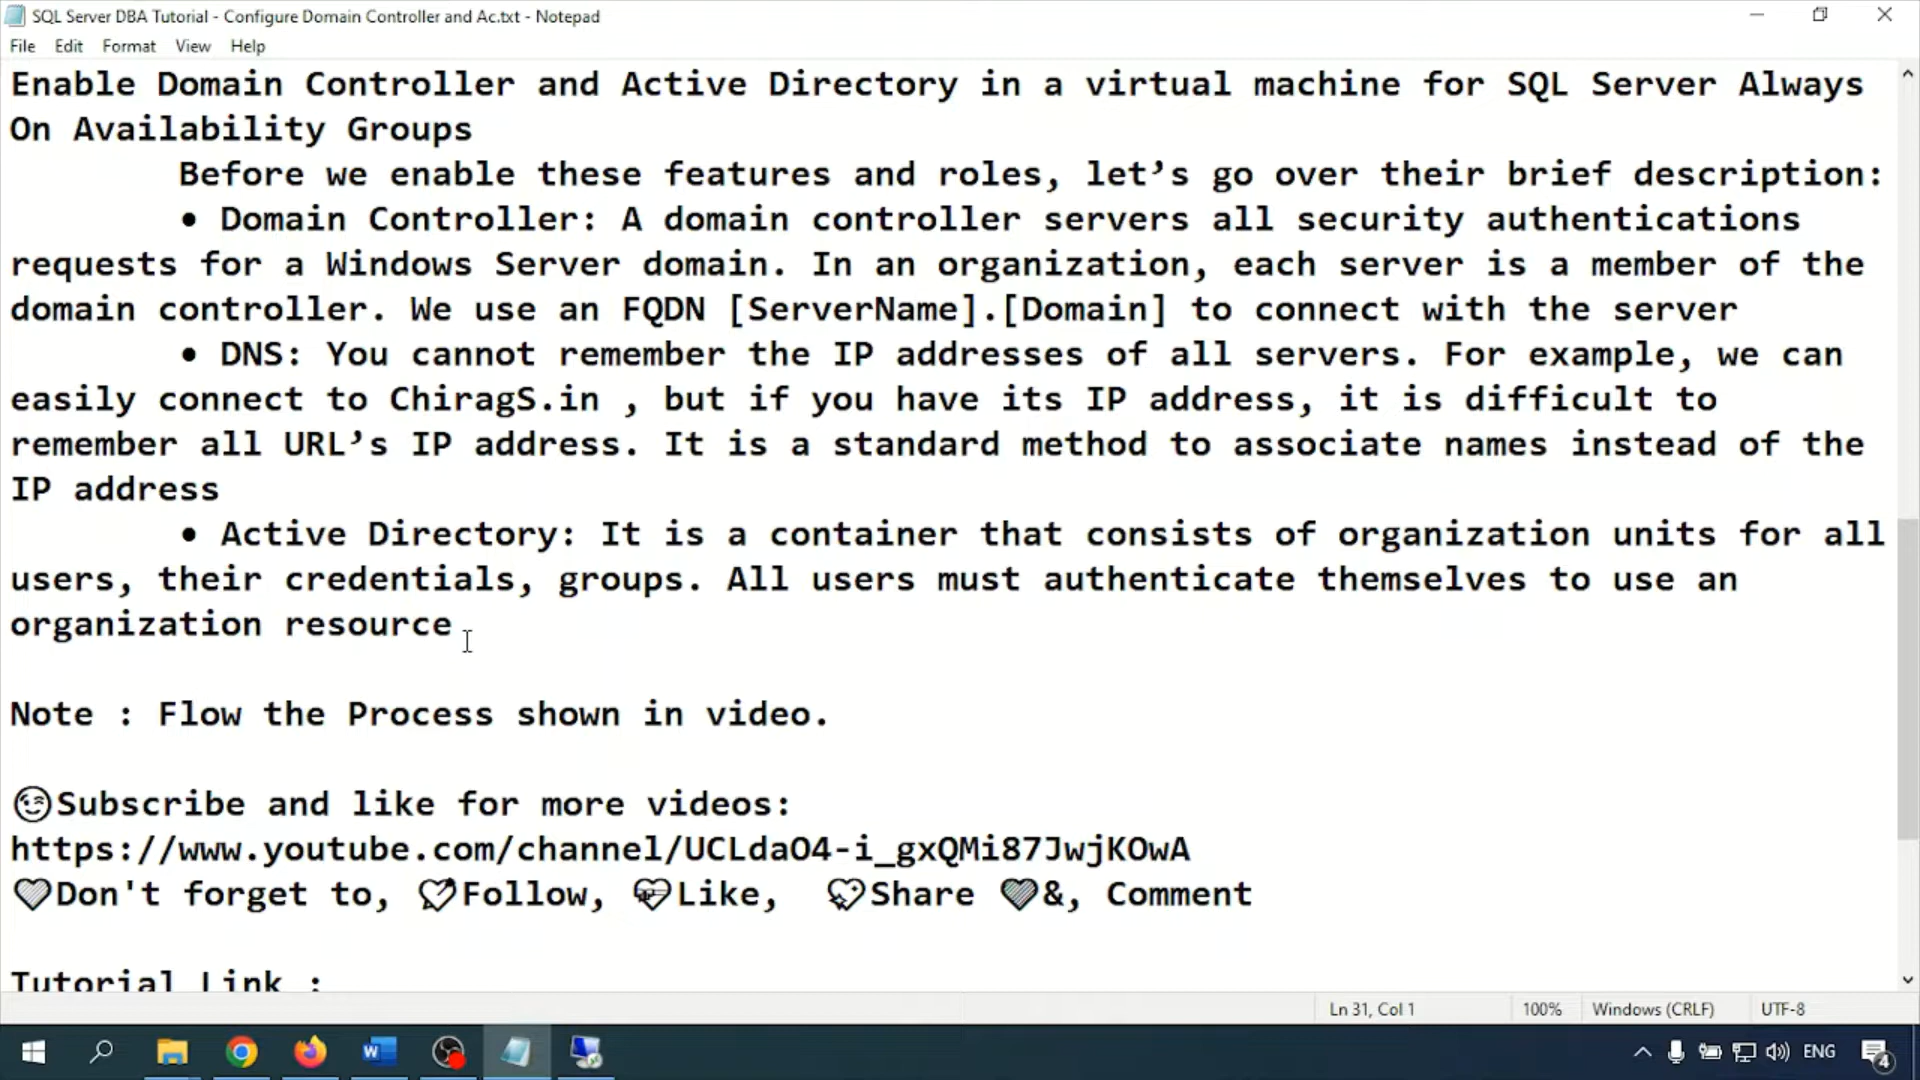 SQL Server DBA Tutorial - Configure Domain Controller and Ac.txt - Notepad
File Edit Format View Help
Enable Domain Controller and Active Directory in a virtual machine for SQL Server Always
On Availability Groups
Before we enable these features and roles, let’s go over their brief description:
• Domain Controller: A domain controller servers all security authentications
requests for a Windows Server domain. In an organization, each server is a member of the
domain controller. We use an FQDN [ServerName].[Domain] to connect with the server
• DNS: You cannot remember the IP addresses of all servers. For example, we can
easily connect to ChiragS.in , but if you have its IP address, it is difficult to
remember all URL’s IP address. It is a standard method to associate names instead of the
IP address
• Active Directory: It is a container that consists of organization units for all
users, their credentials, groups. All users must authenticate themselves to use an
organization resource
Note : Flow the Process shown in video.
😉Subscribe and like for more videos:
https://www.youtube.com/channel/UCLdaO4-i_gxQMi87JwjKOwA
Don't forget to, Follow, Like, Share &, Comment
Tutorial Link :
Ln 31, Col 1 100% Windows (CRLF) UTF-8
ENG 4